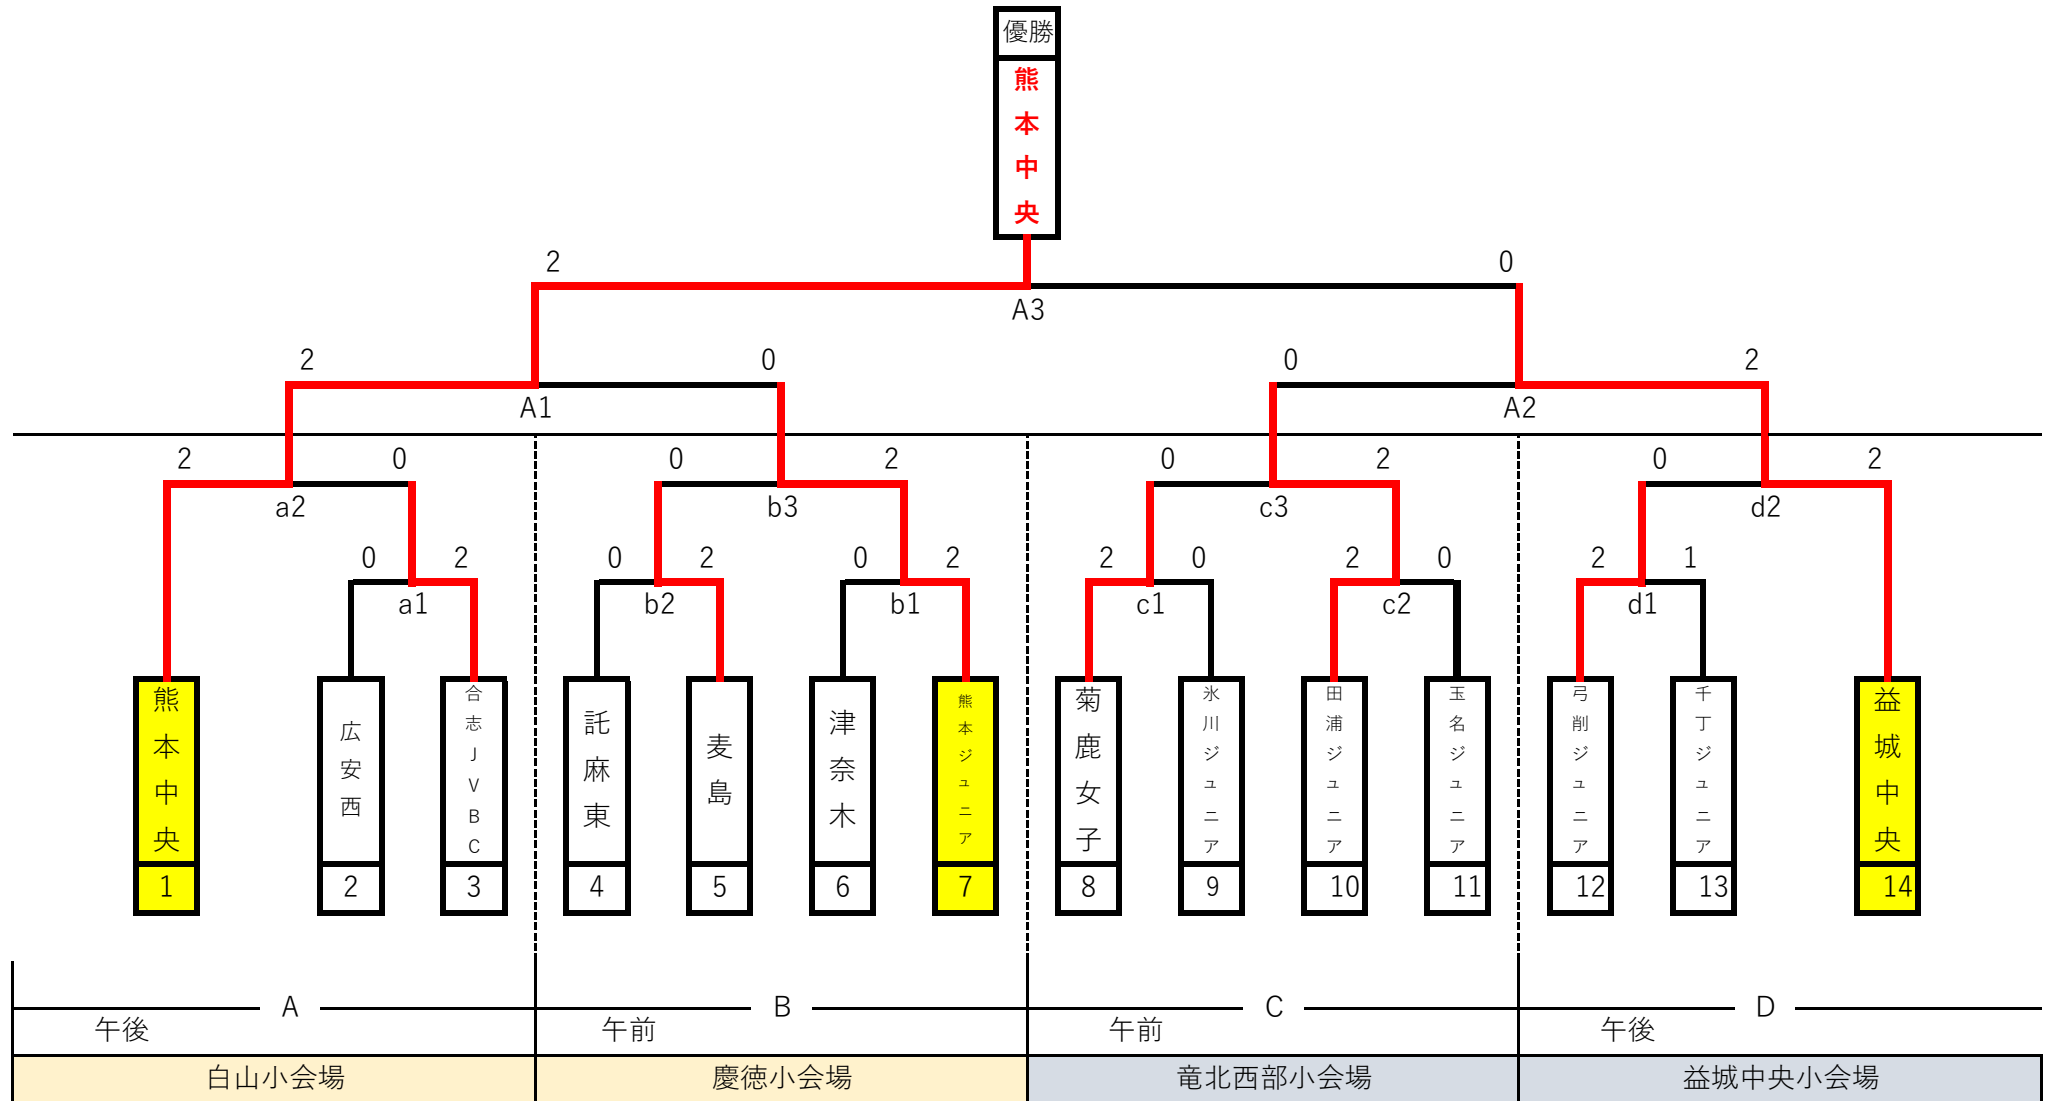 優勝
熊本中央
2 0
A3
2 0 0 2
A1 A2
2 0 0 2 0 2 0 2
a2 b3 c3 d2
0 2 0 2 0 2 2 0 2 0 2 1
a1 b2 b1 c1 c2 d1
熊本中央
広安西
合志JVBC
託麻東
麦島
津奈木
熊本ジュニア
菊鹿女子
氷川ジュニア
田浦ジュニア
玉名ジュニア
弓削ジュニア
千丁ジュニア
益城中央
1 2 3 4 5 6 7 8 9 10 11 12 13 14
A B C D
午後 午前 午前 午後
白山小会場 慶徳小会場 竜北西部小会場 益城中央小会場